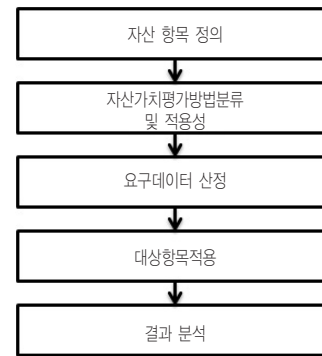 자산 항목 정의
자산가치평가방법분류
및 적용성
요구데이터 산정
대상항목적용
결과 분석